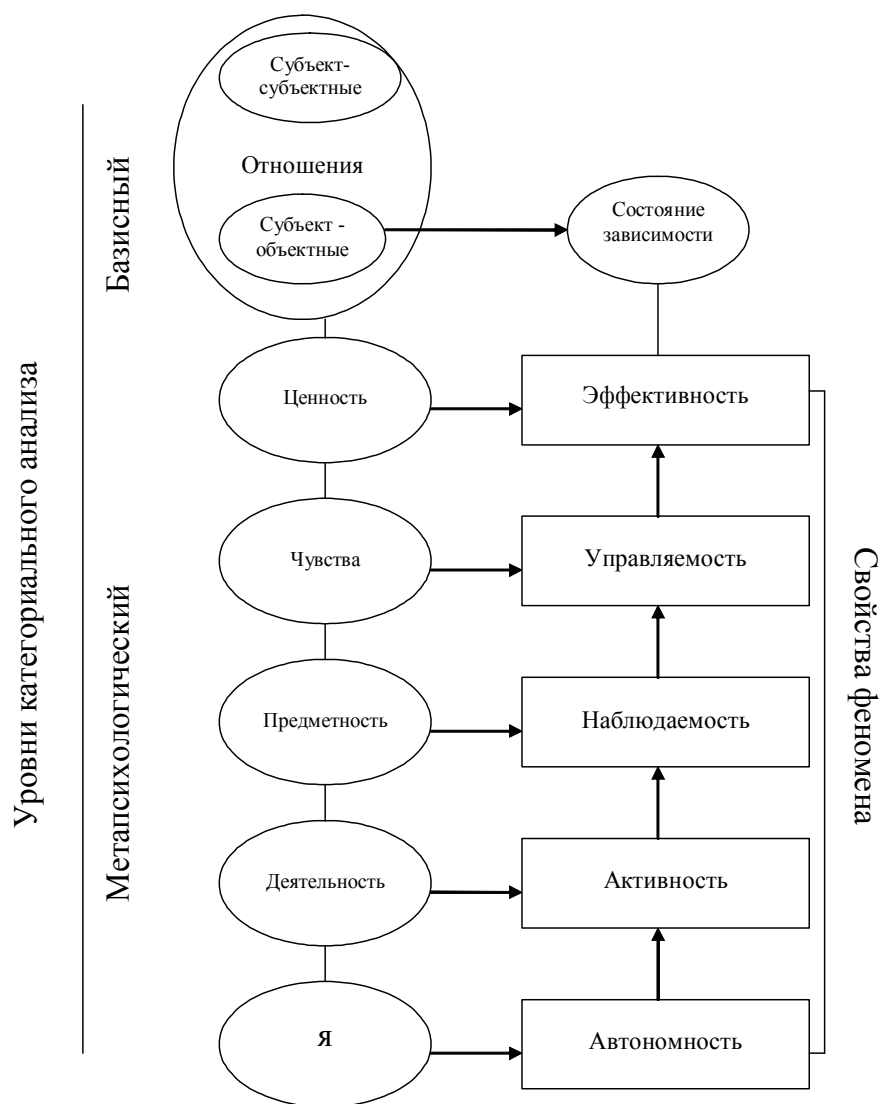 Субъект-
субъектные
Отношения
Субъект -
объектные
Состояние
зависимости
Ценность
Эффективность
Чувства
Управляемость
Предметность
Наблюдаемость
Деятельность
Активность
Я
Автономность
Уровни категориального анализа
Базисный
Метапсихологический
Свойства феномена